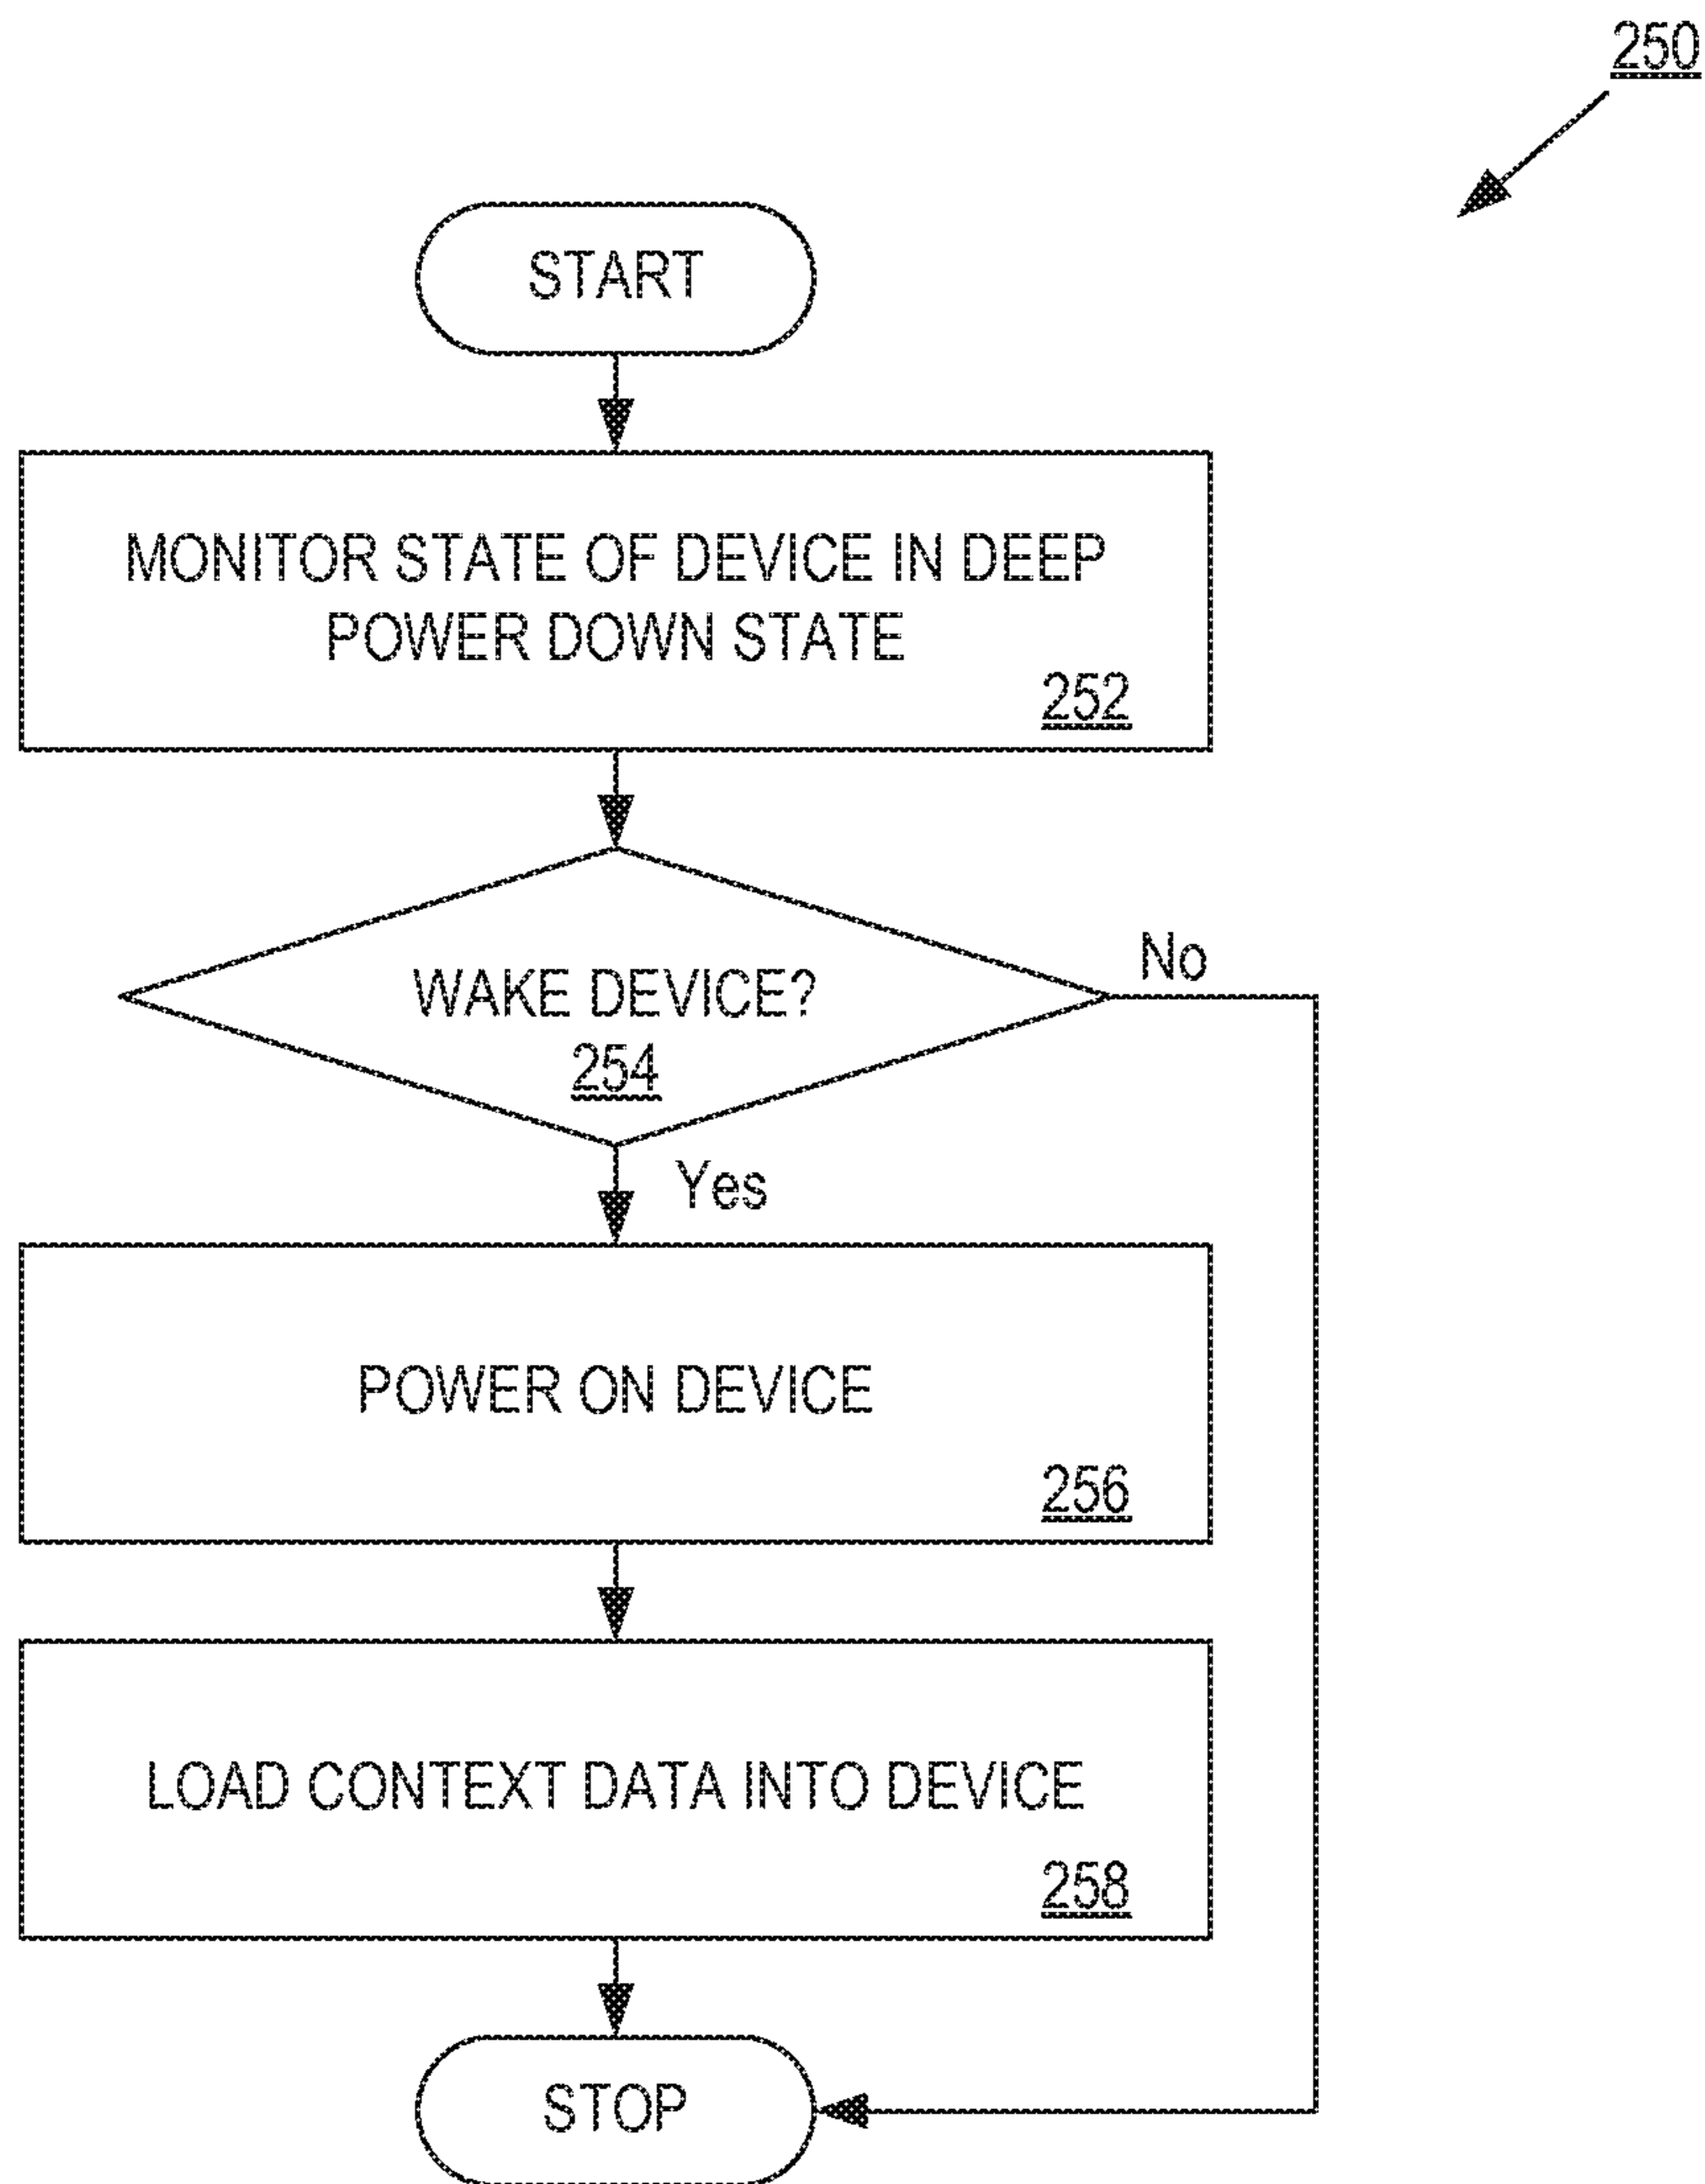 250
START
MONITOR STATE OF DEVICE IN DEEP
POWER DOWN STATE
252
WAKE DEVICE?
254
No
Yes
POWER ON DEVICE
256
LOAD CONTEXT DATA INTO DEVICE
258
STOP